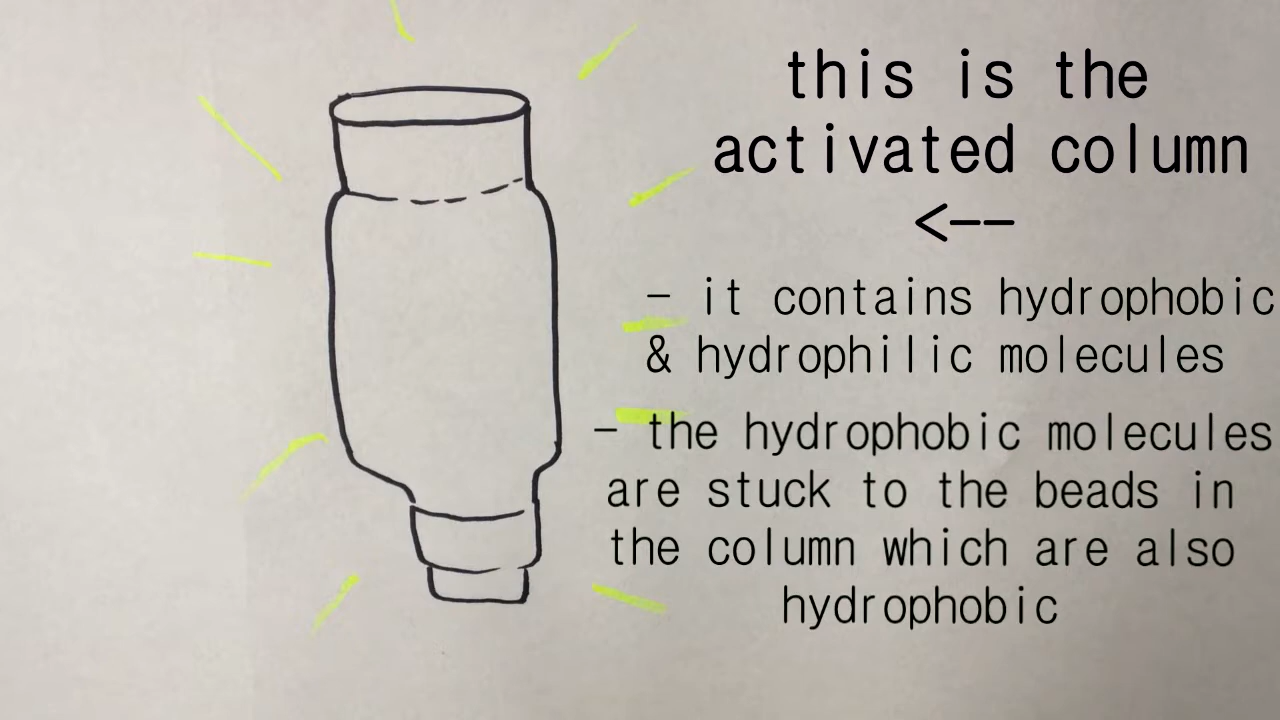 this is the
activated column
<--
- it contains hydrophobic
& hydrophilic molecules
- the hydrophobic molecules
are stuck to the beads in
the column which are also
hydrophobic